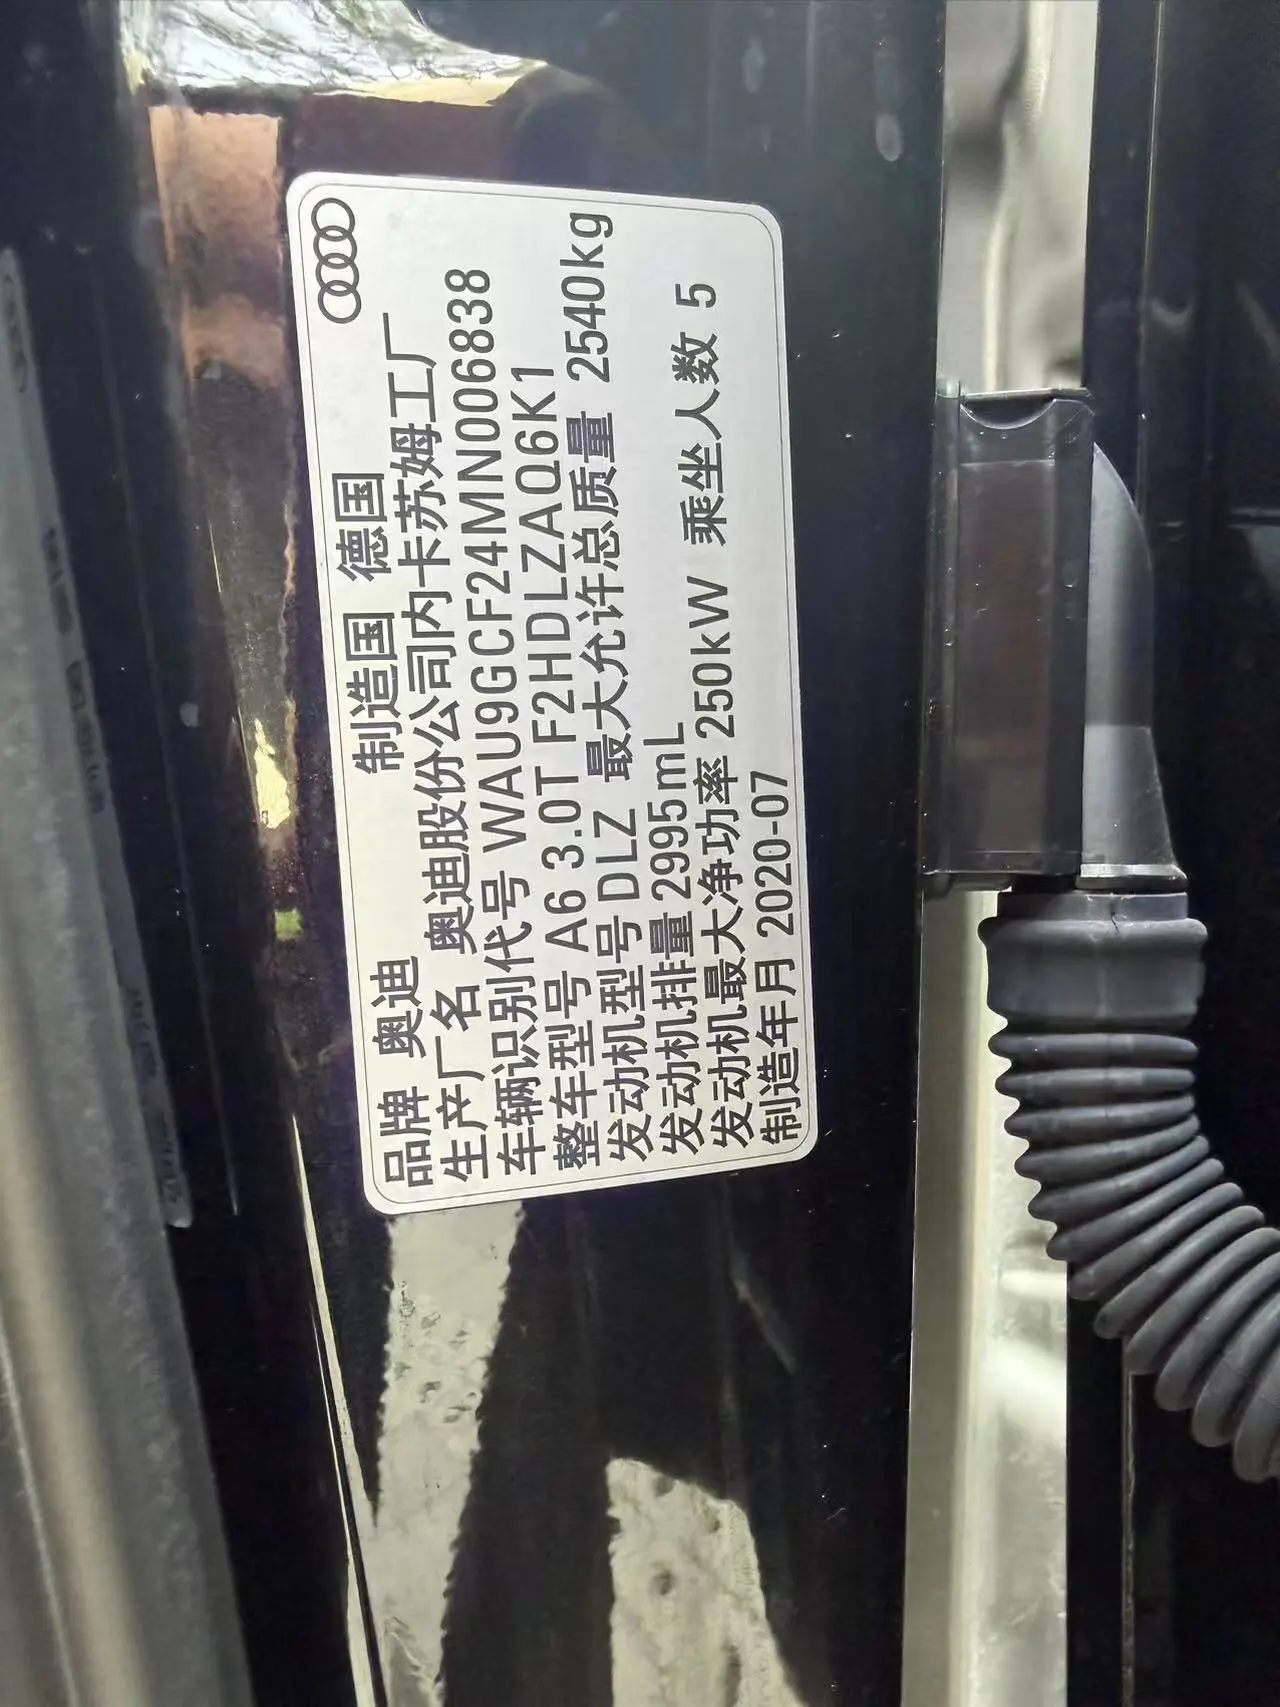 制造国 德国
品牌 奥迪
生产厂名 奥迪股份公司内卡苏姆工厂
车辆识别代号 WAU9GCF24MN006838
整车型号 A6 3.0T F2HDLZAQ6K1
发动机型号 DLZ 最大允许总质量 2540kg
发动机排量 2995mL
发动机最大净功率 250kW 乘坐人数 5
制造年月 2020-07